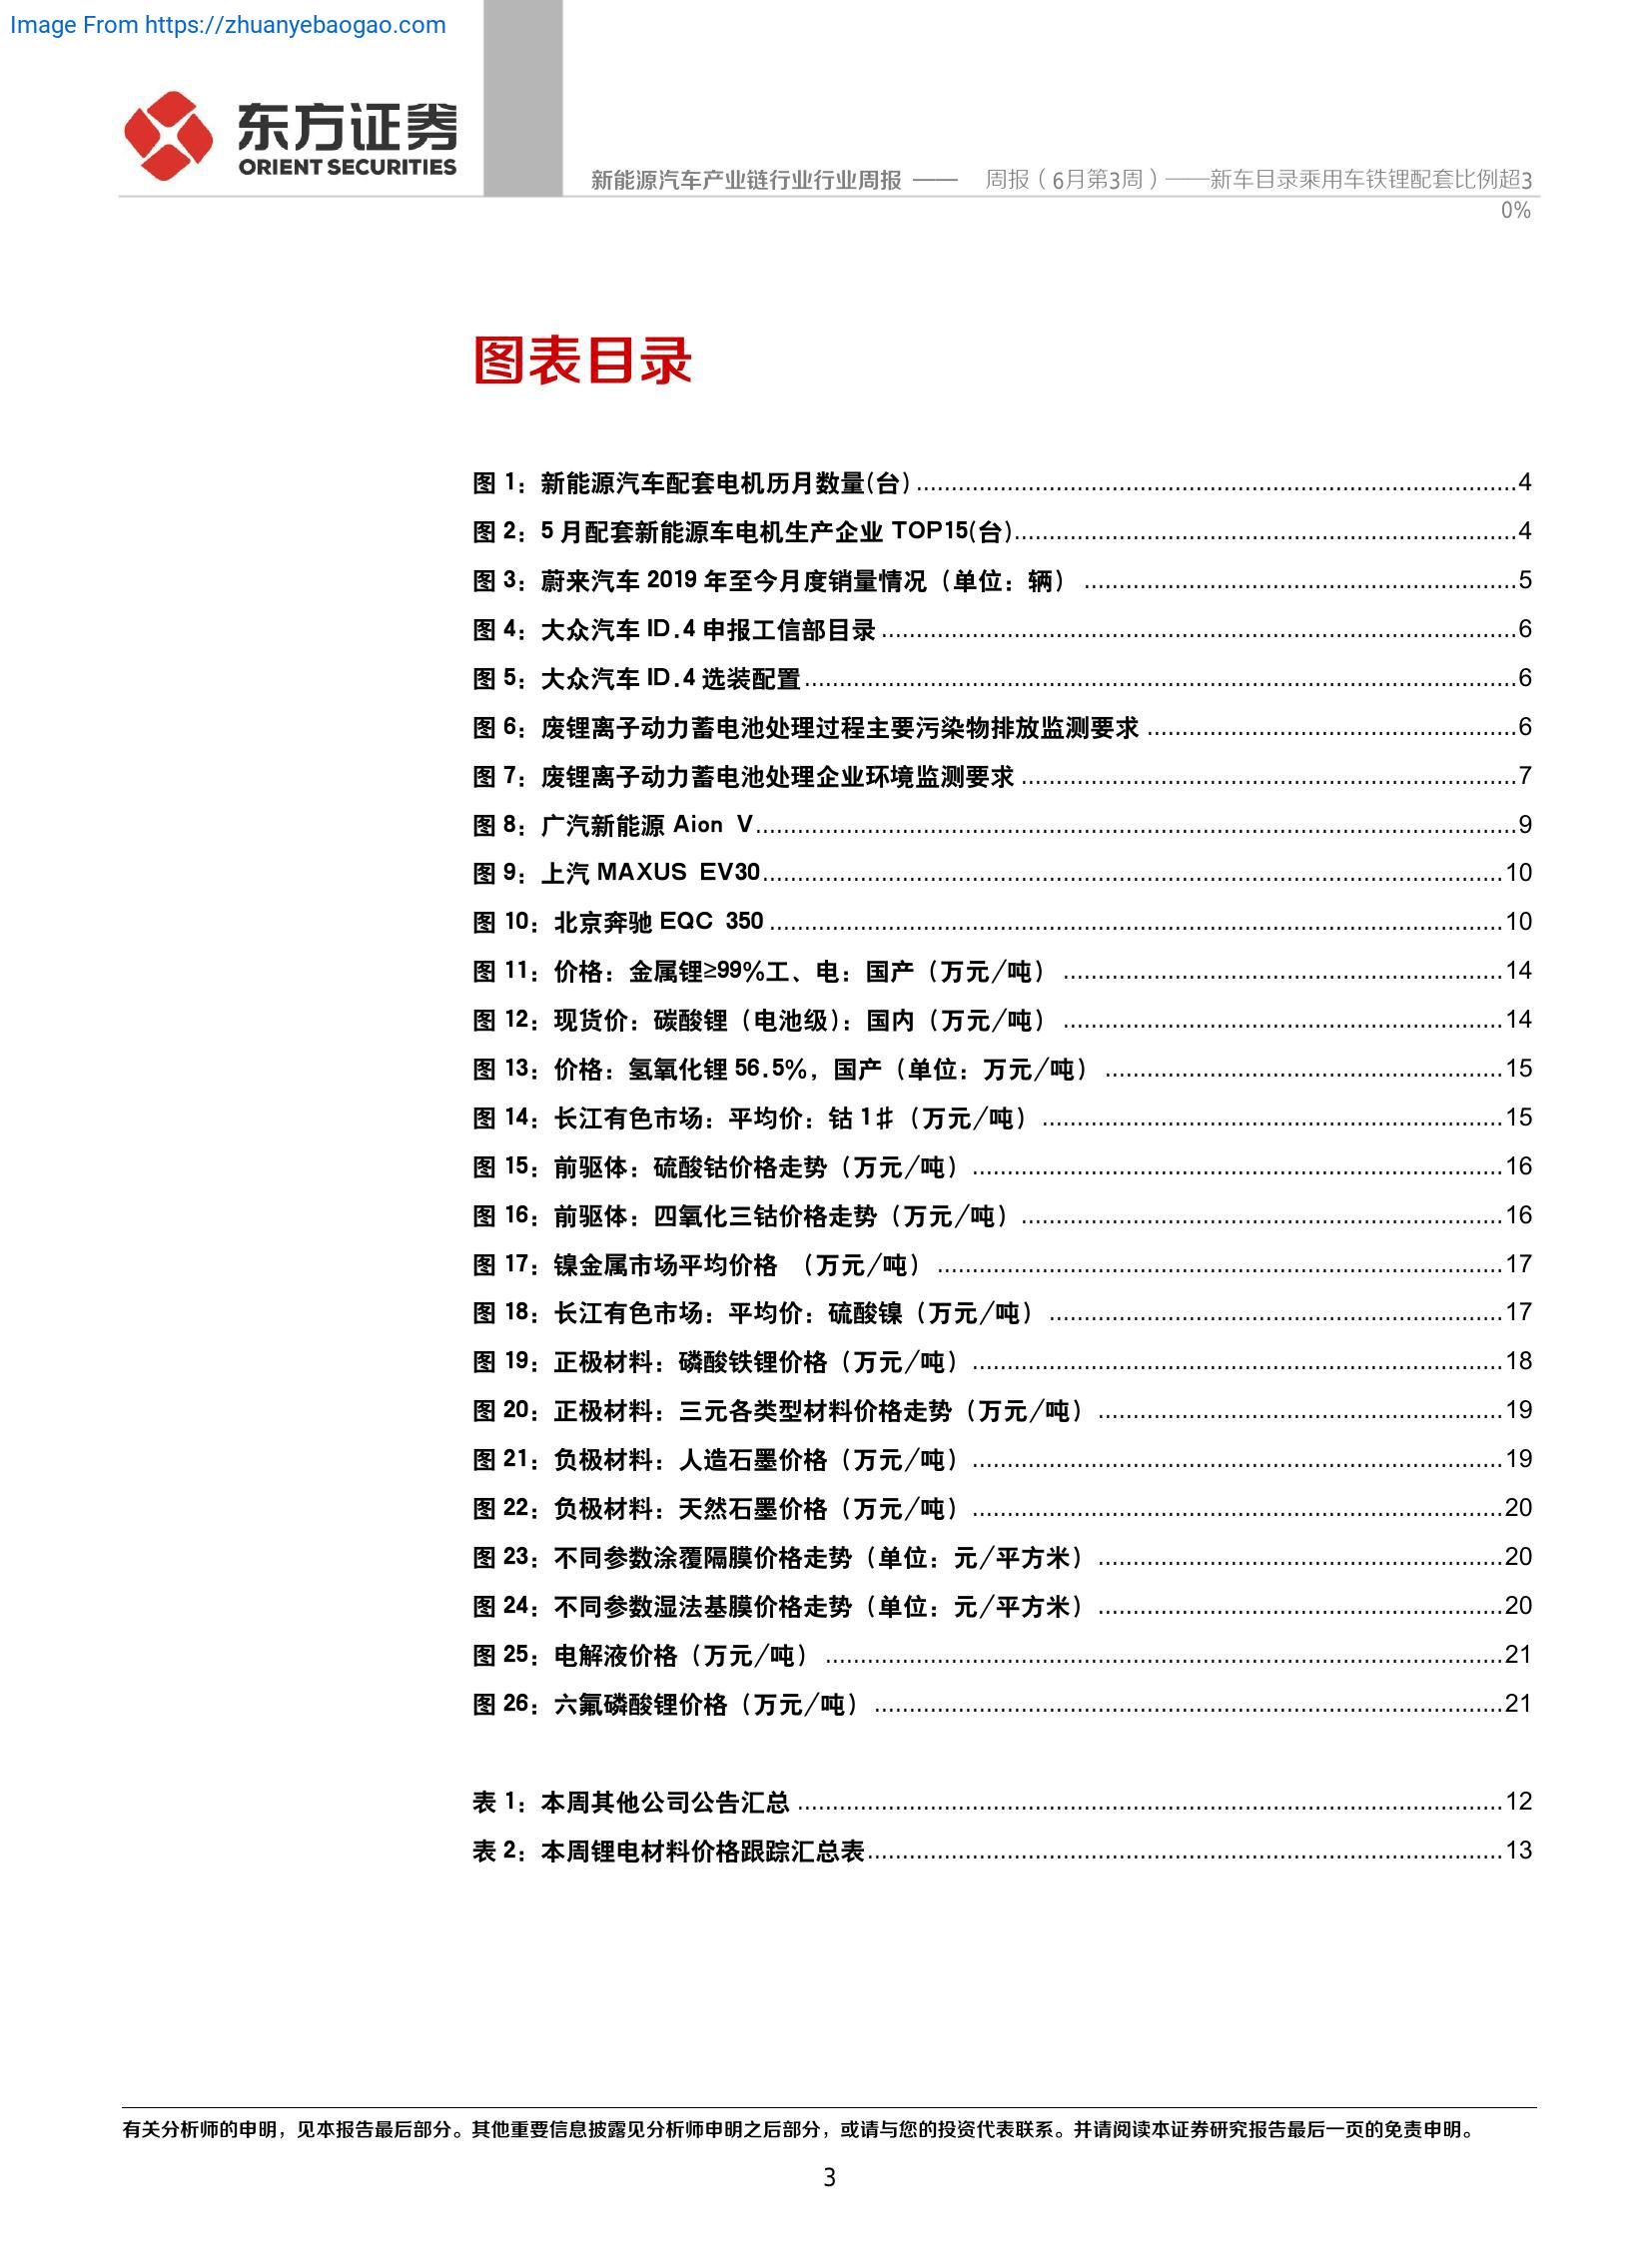 Image From https://zhuanyebaogao.com
东方证券
ORIENT SECURITIES
新能源汽车产业链行业行业周报 —— 周报（6月第3周）——新车目录乘用车铁锂配套比例超3
0%
图表目录
图 1：新能源汽车配套电机历月数量(台)........................................4
图 2：5 月配套新能源车电机生产企业 TOP15(台)........................................4
图 3：蔚来汽车 2019 年至今月度销量情况（单位：辆）........................................5
图 4：大众汽车 ID.4 申报工信部目录........................................6
图 5：大众汽车 ID.4 选装配置........................................6
图 6：废锂离子动力蓄电池处理过程主要污染物排放监测要求........................................6
图 7：废锂离子动力蓄电池处理企业环境监测要求........................................7
图 8：广汽新能源 Aion V........................................9
图 9：上汽 MAXUS EV30........................................10
图 10：北京奔驰 EQC 350........................................10
图 11：价格：金属锂≥99%工、电：国产（万元/吨）........................................14
图 12：现货价：碳酸锂（电池级）：国内（万元/吨）........................................14
图 13：价格：氢氧化锂 56.5%，国产（单位：万元/吨）........................................15
图 14：长江有色市场：平均价：钴 1#（万元/吨）........................................15
图 15：前驱体：硫酸钴价格走势（万元/吨）........................................16
图 16：前驱体：四氧化三钴价格走势（万元/吨）........................................16
图 17：镍金属市场平均价格 （万元/吨）........................................17
图 18：长江有色市场：平均价：硫酸镍（万元/吨）........................................17
图 19：正极材料：磷酸铁锂价格（万元/吨）........................................18
图 20：正极材料：三元各类型材料价格走势（万元/吨）........................................19
图 21：负极材料：人造石墨价格（万元/吨）........................................19
图 22：负极材料：天然石墨价格（万元/吨）........................................20
图 23：不同参数涂覆隔膜价格走势（单位：元/平方米）........................................20
图 24：不同参数湿法基膜价格走势（单位：元/平方米）........................................20
图 25：电解液价格（万元/吨）........................................21
图 26：六氟磷酸锂价格（万元/吨）........................................21
表 1：本周其他公司公告汇总........................................12
表 2：本周锂电材料价格跟踪汇总表........................................13
有关分析师的申明，见本报告最后部分。其他重要信息披露见分析师申明之后部分，或请与您的投资代表联系。并请阅读本证券研究报告最后一页的免责申明。
3